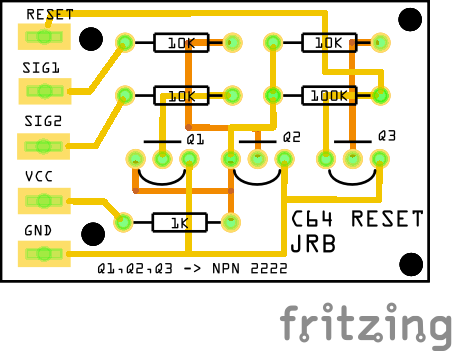 RESET
10K
10K
SIG1
10K
100K
SIG2
Q1
Q2
Q3
VCC
1K
C64 RESET
GND
JRB
Q1,Q2,Q3 -> NPN 2222
fritzing